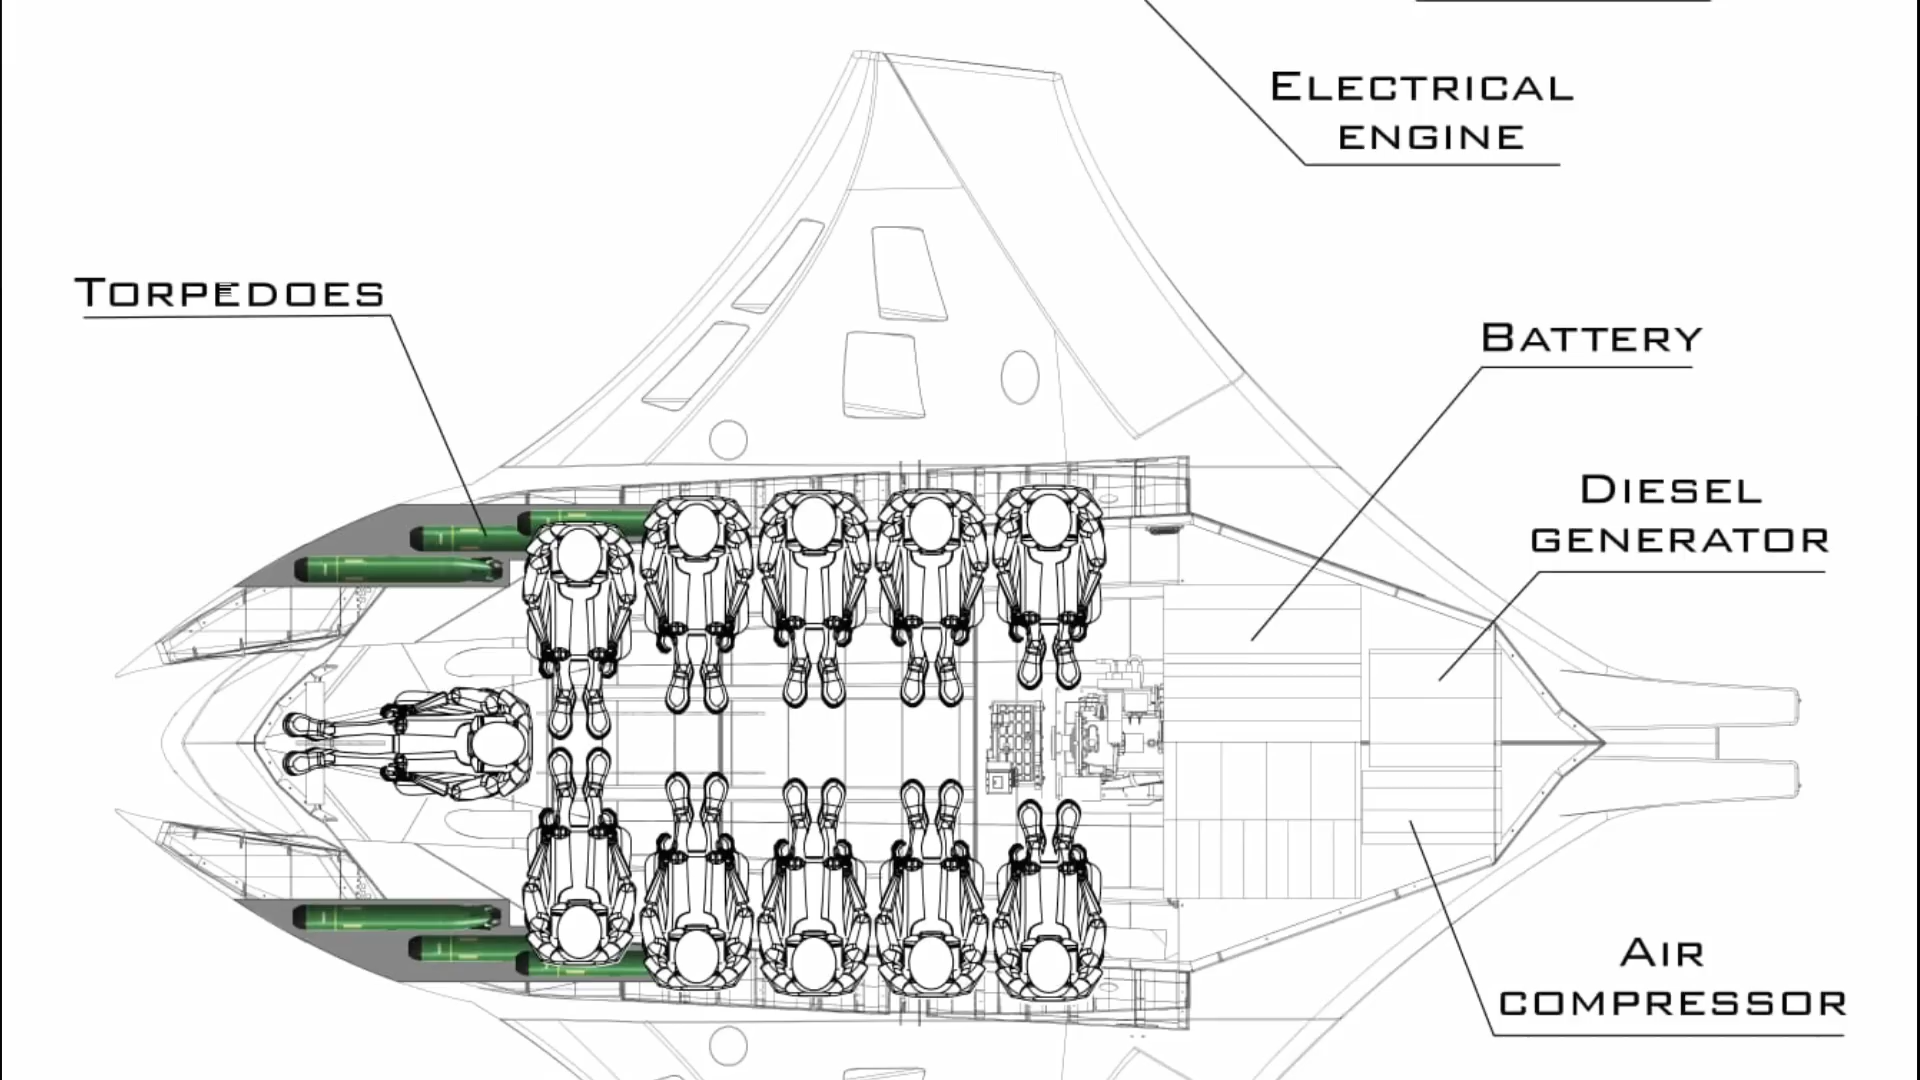 Electrical
engine
Torpedoes
Battery
Diesel
generator
Air
compressor